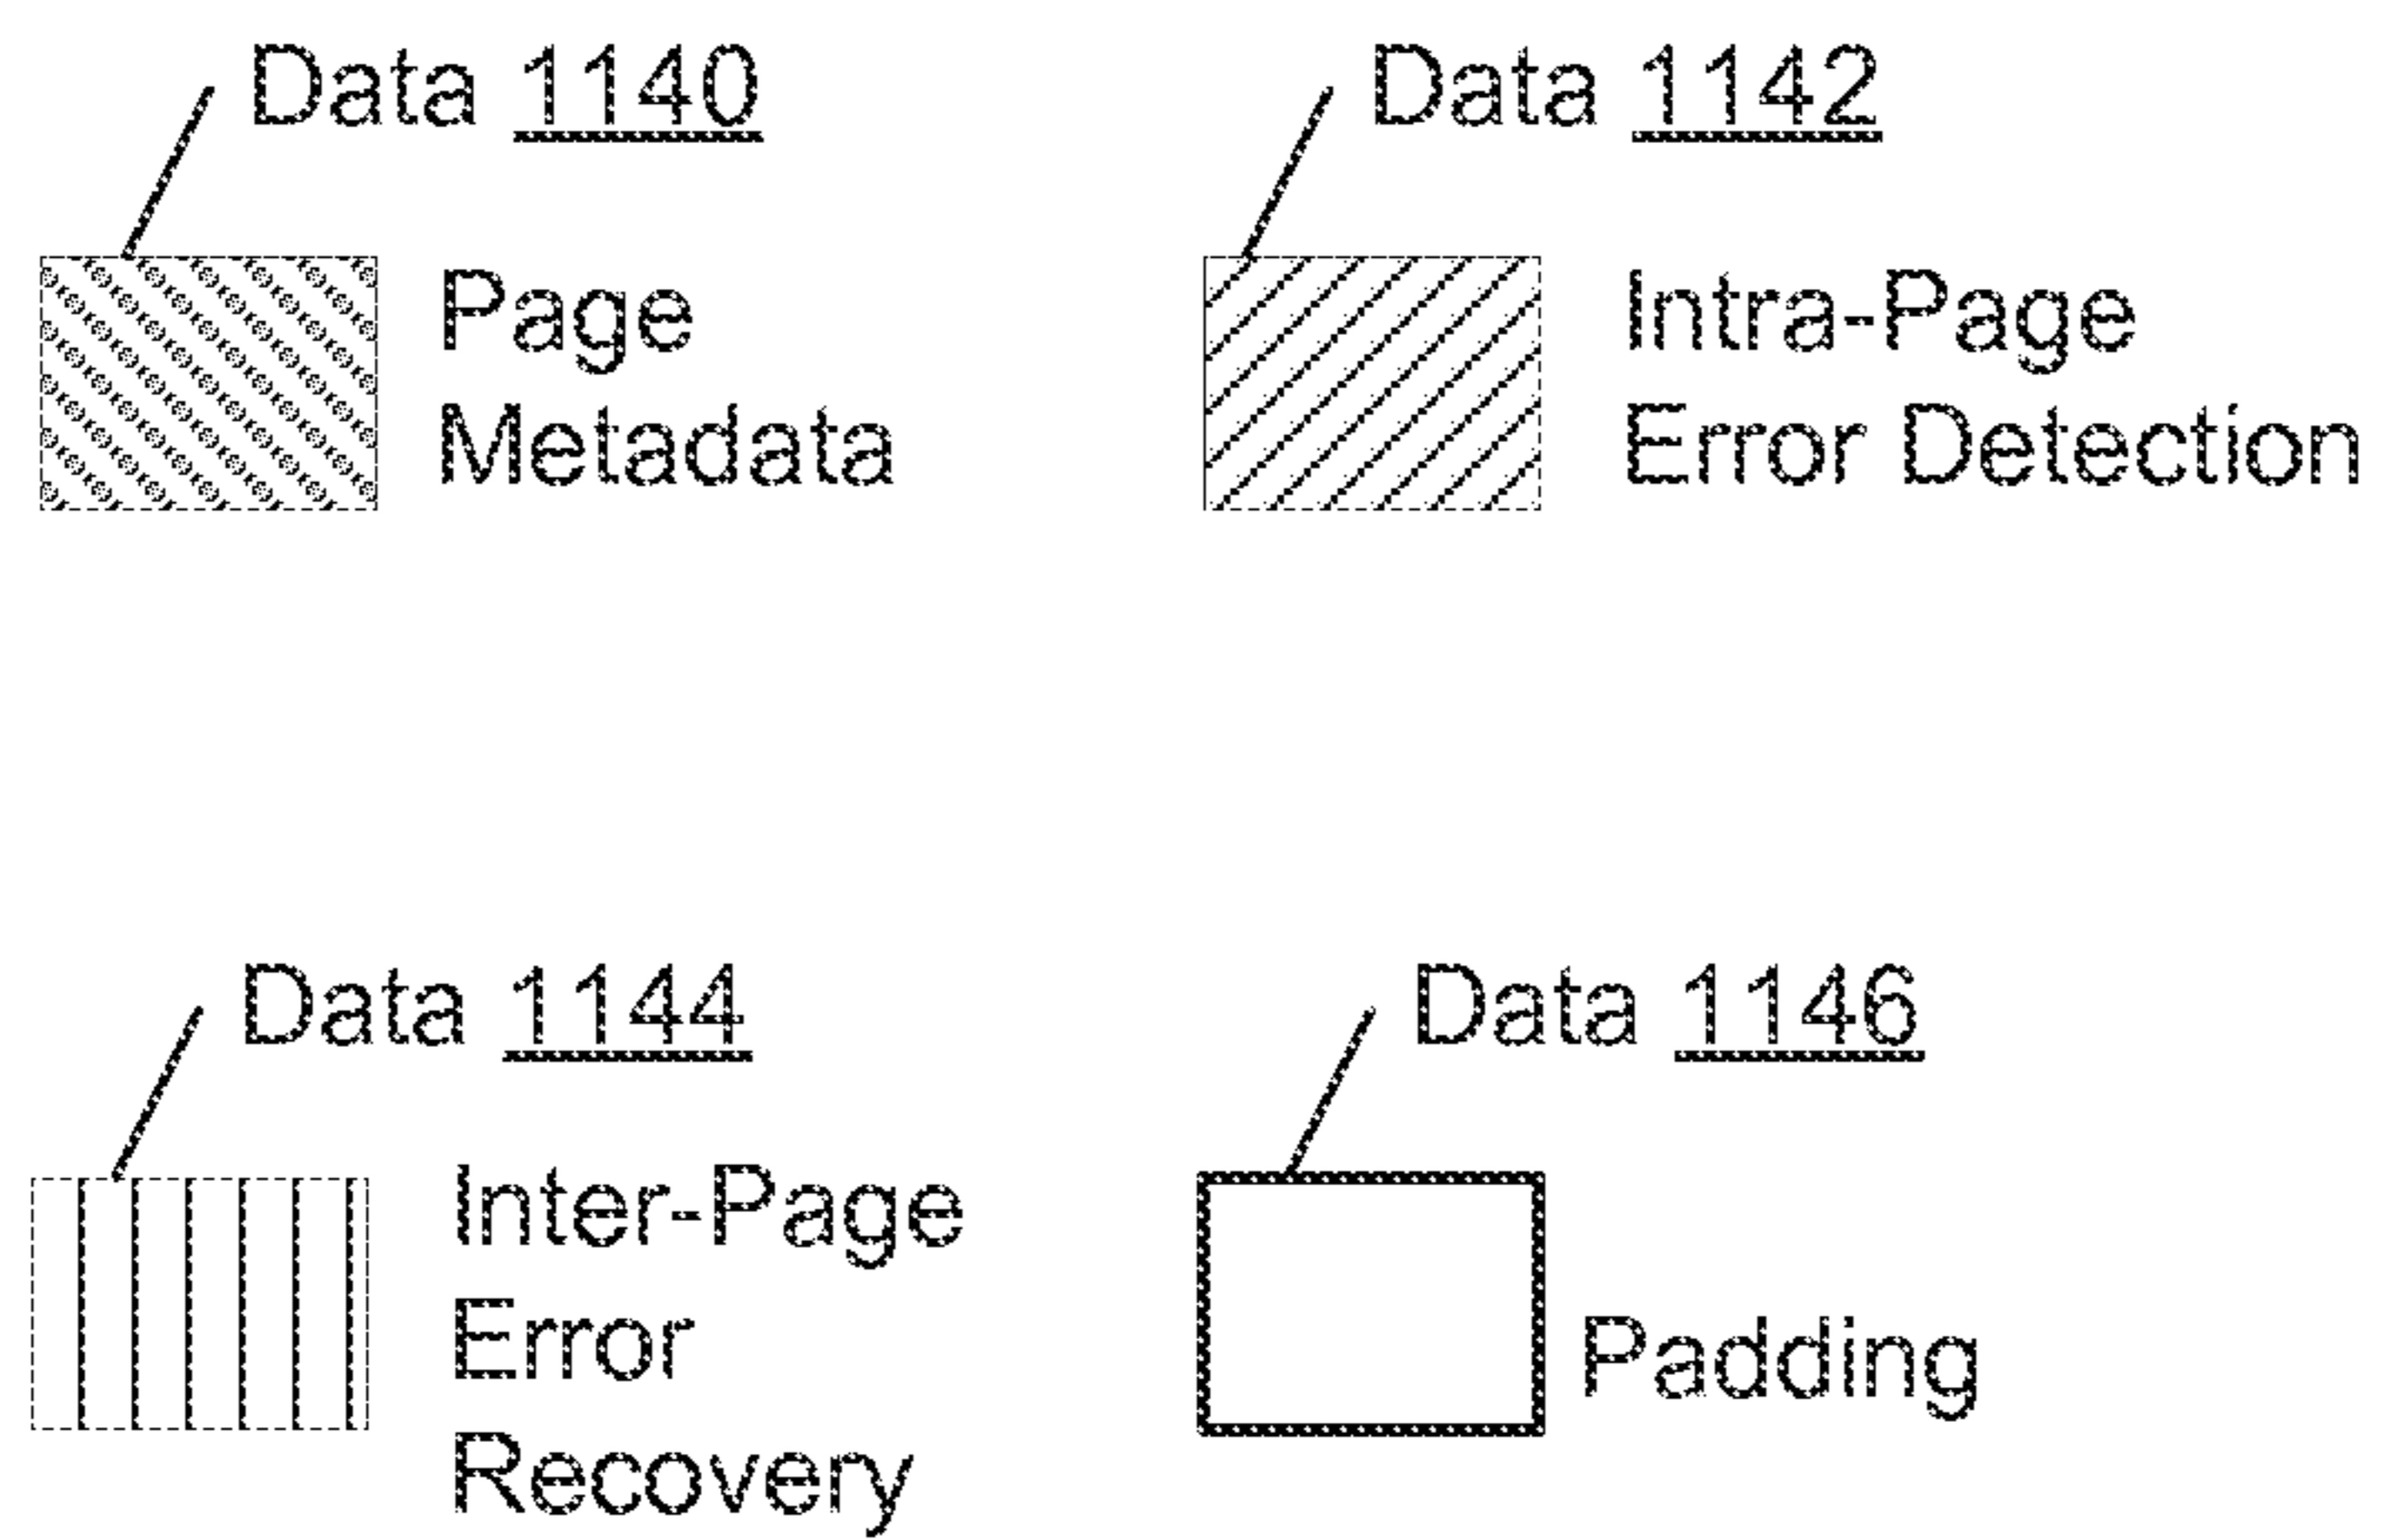 Data 1140
Page
Metadata
Data 1142
Intra-Page
Error Detection
Data 1144
Inter-Page
Error
Recovery
Data 1146
Padding